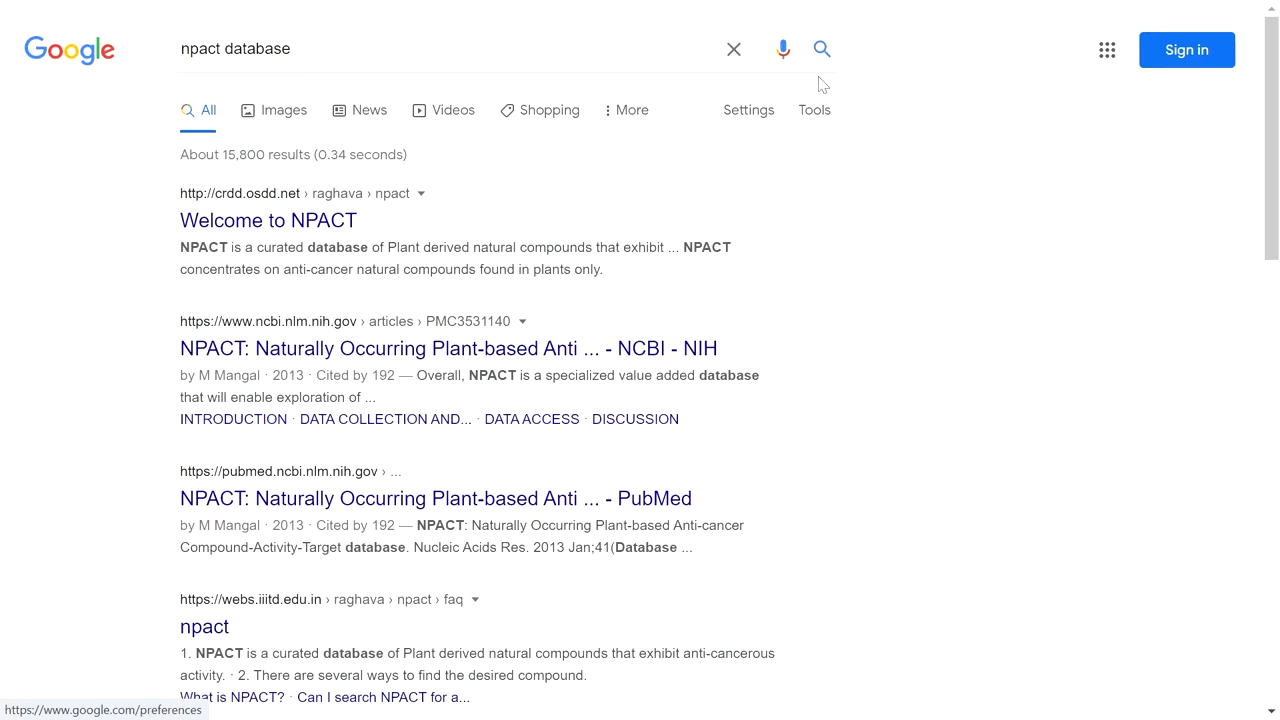 Google
npact database
Sign in
All Images News Videos Shopping More Settings Tools
About 15,800 results (0.34 seconds)
http://crdd.osdd.net › raghava › npact
Welcome to NPACT
NPACT is a curated database of Plant derived natural compounds that exhibit ... NPACT
concentrates on anti-cancer natural compounds found in plants only.
https://www.ncbi.nlm.nih.gov › articles › PMC3531140
NPACT: Naturally Occurring Plant-based Anti ... - NCBI - NIH
by M Mangal · 2013 · Cited by 192 — Overall, NPACT is a specialized value added database
that will enable exploration of ...
INTRODUCTION · DATA COLLECTION AND... · DATA ACCESS · DISCUSSION
https://pubmed.ncbi.nlm.nih.gov › ...
NPACT: Naturally Occurring Plant-based Anti ... - PubMed
by M Mangal · 2013 · Cited by 192 — NPACT: Naturally Occurring Plant-based Anti-cancer
Compound-Activity-Target database. Nucleic Acids Res. 2013 Jan;41(Database ...
https://webs.iiitd.edu.in › raghava › npact › faq
npact
1. NPACT is a curated database of Plant derived natural compounds that exhibit anti-cancerous
activity. · 2. There are several ways to find the desired compound.
What is NPACT? · Can I search NPACT for a...
https://www.google.com/preferences